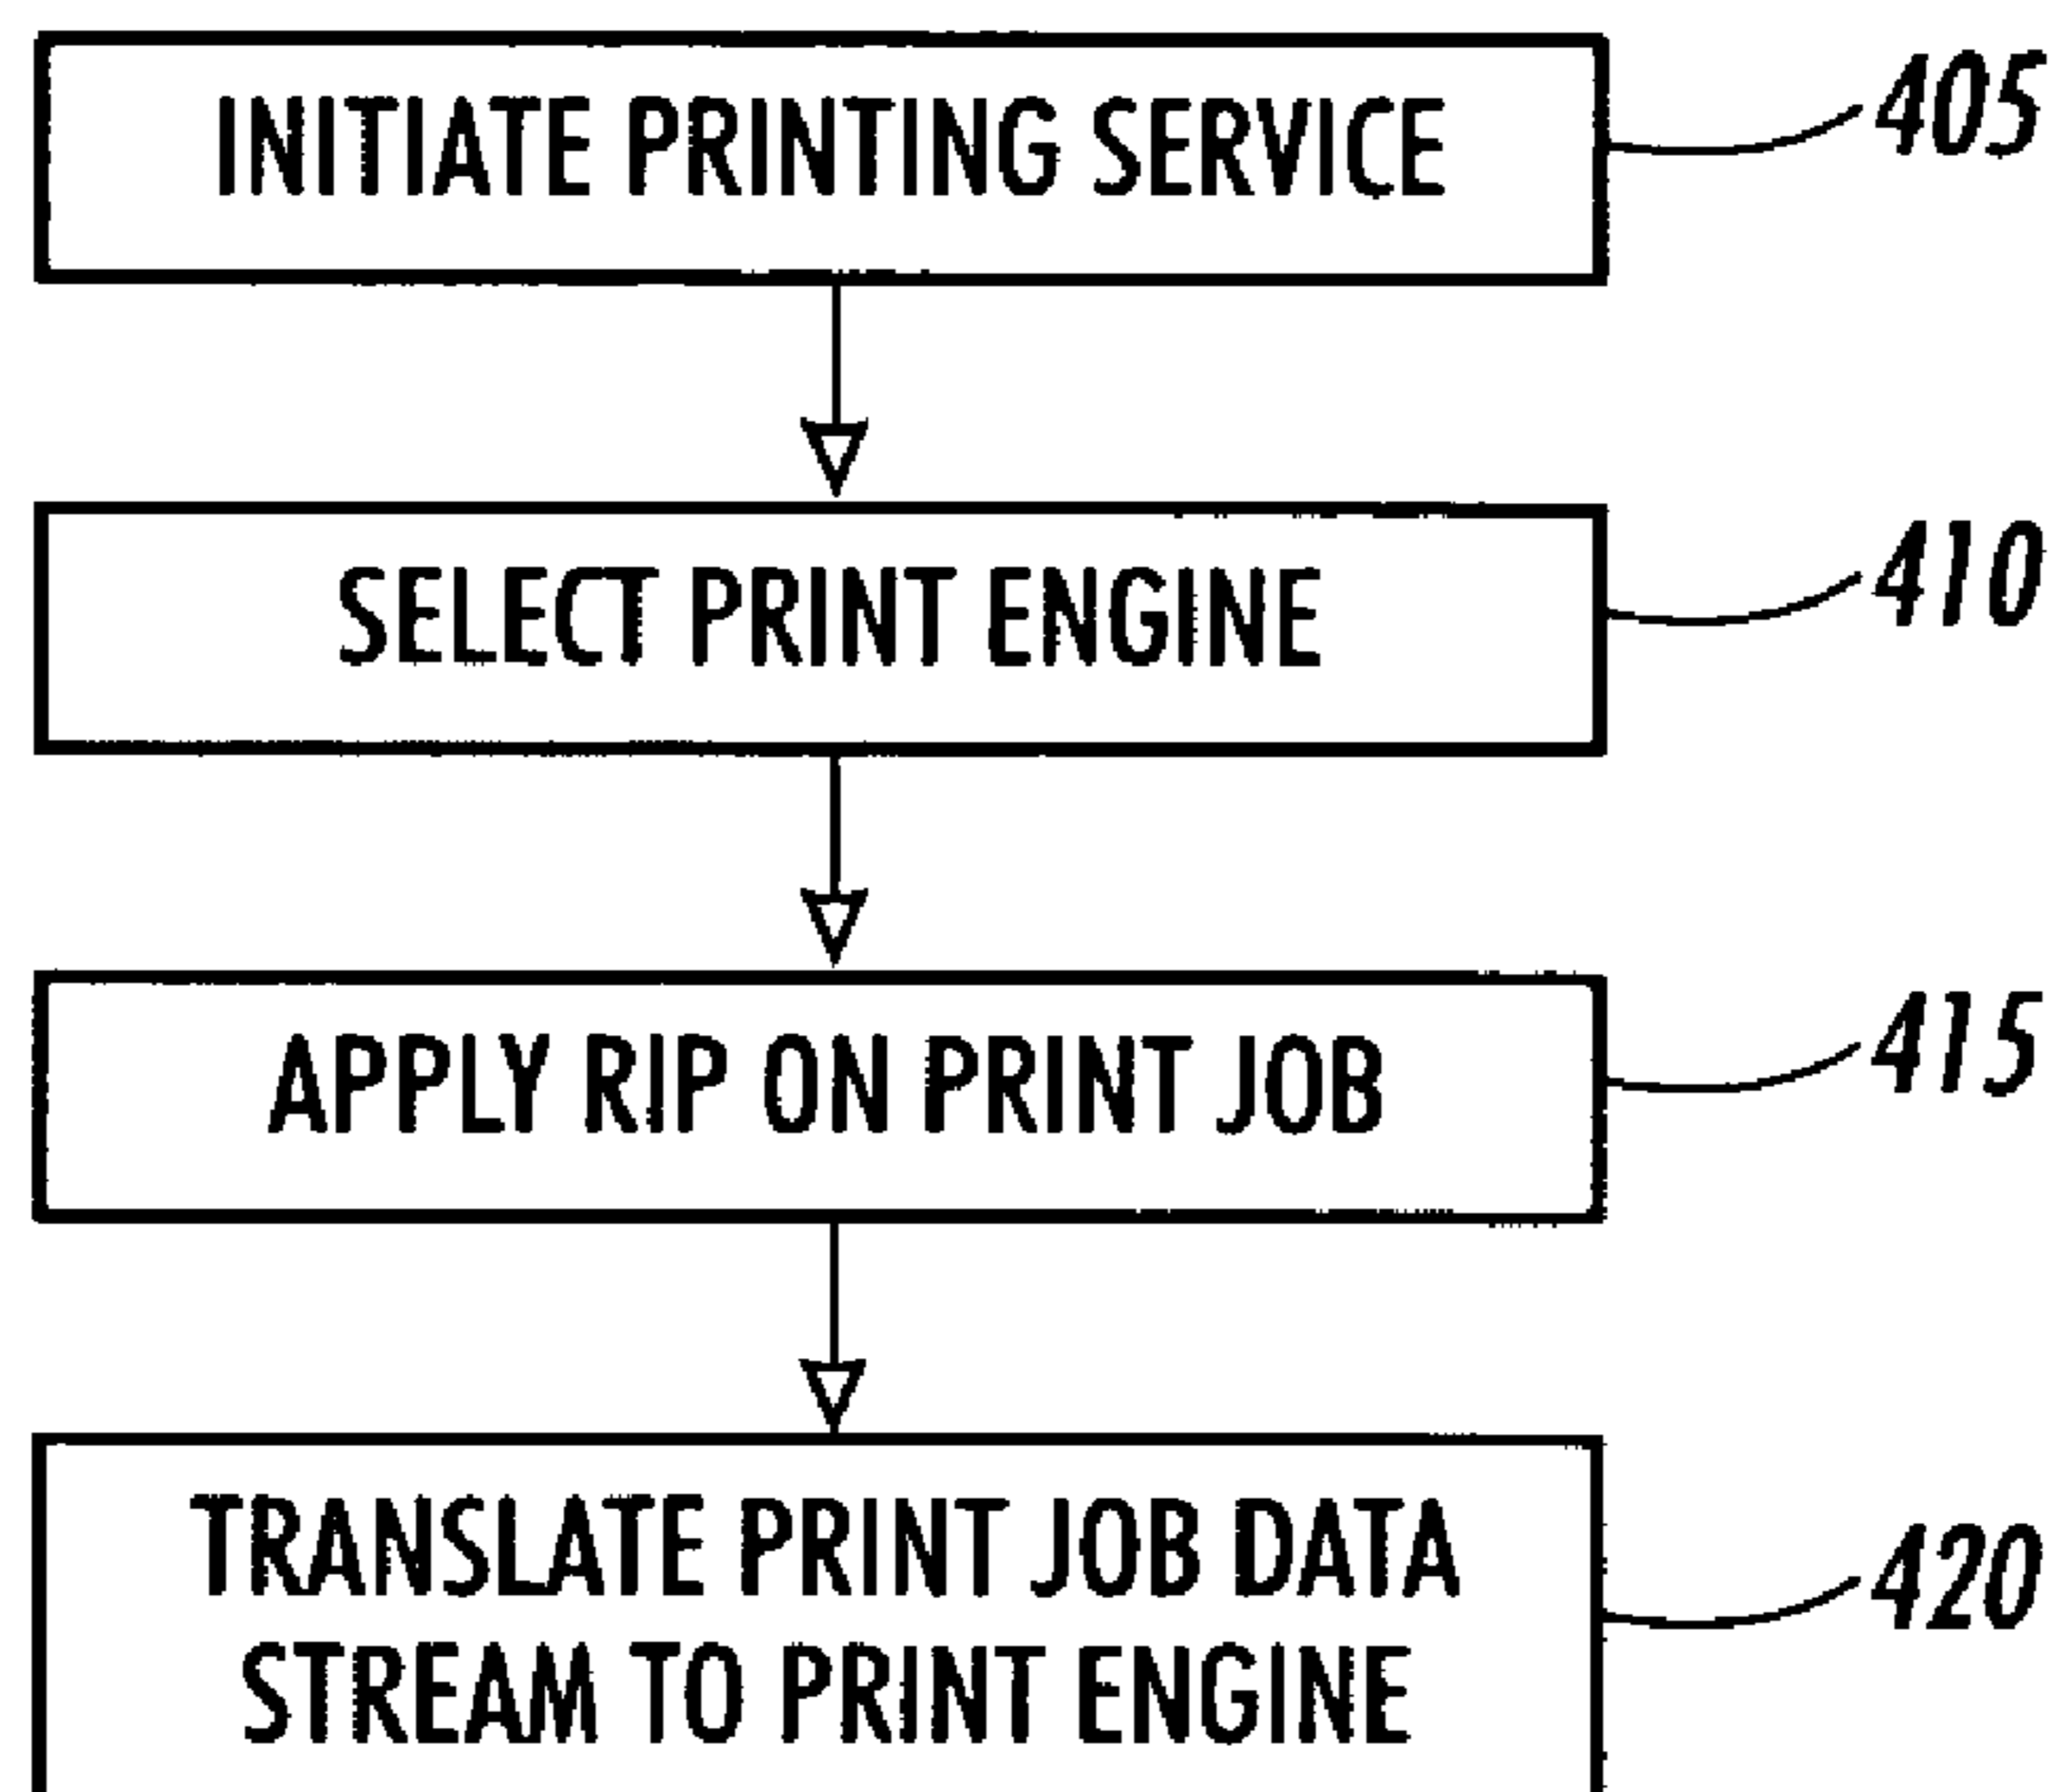 INITIATE PRINTING SERVICE
405
SELECT PRINT ENGINE
410
APPLY RIP ON PRINT JOB
415
TRANSLATE PRINT JOB DATA
STREAM TO PRINT ENGINE
420